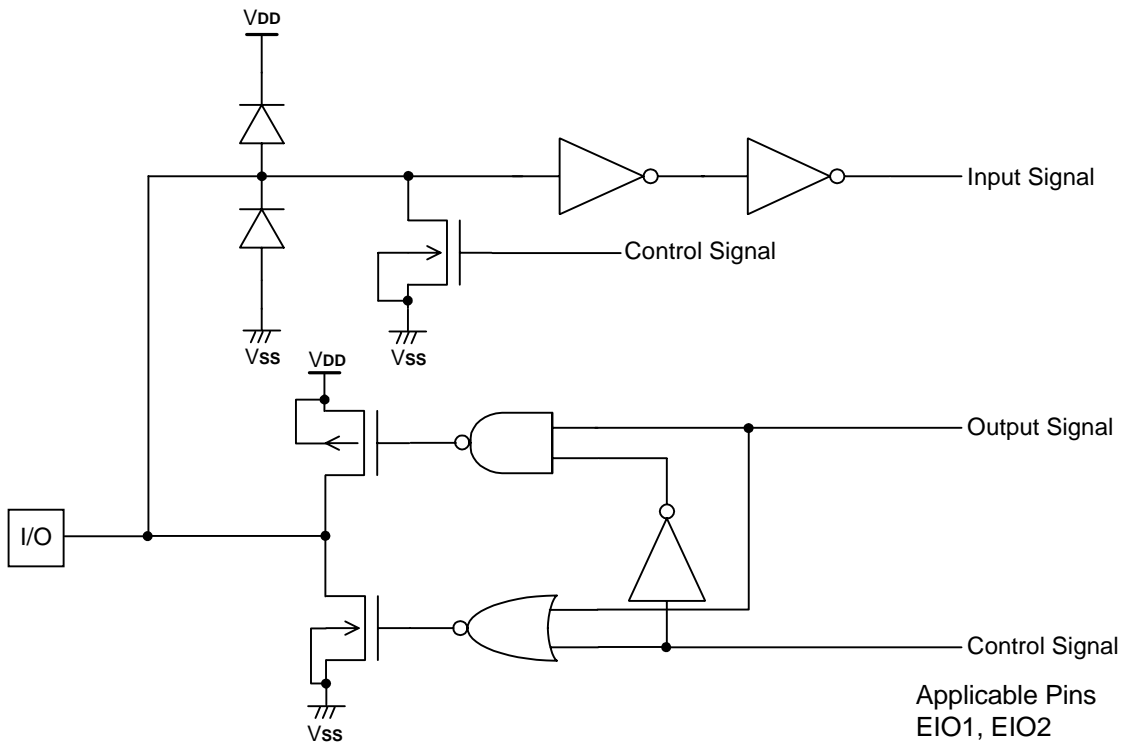 VDD
Input Signal
Control Signal
VSS
VSS
VDD
Output Signal
I/O
Control Signal
VSS
Applicable Pins
EIO1, EIO2